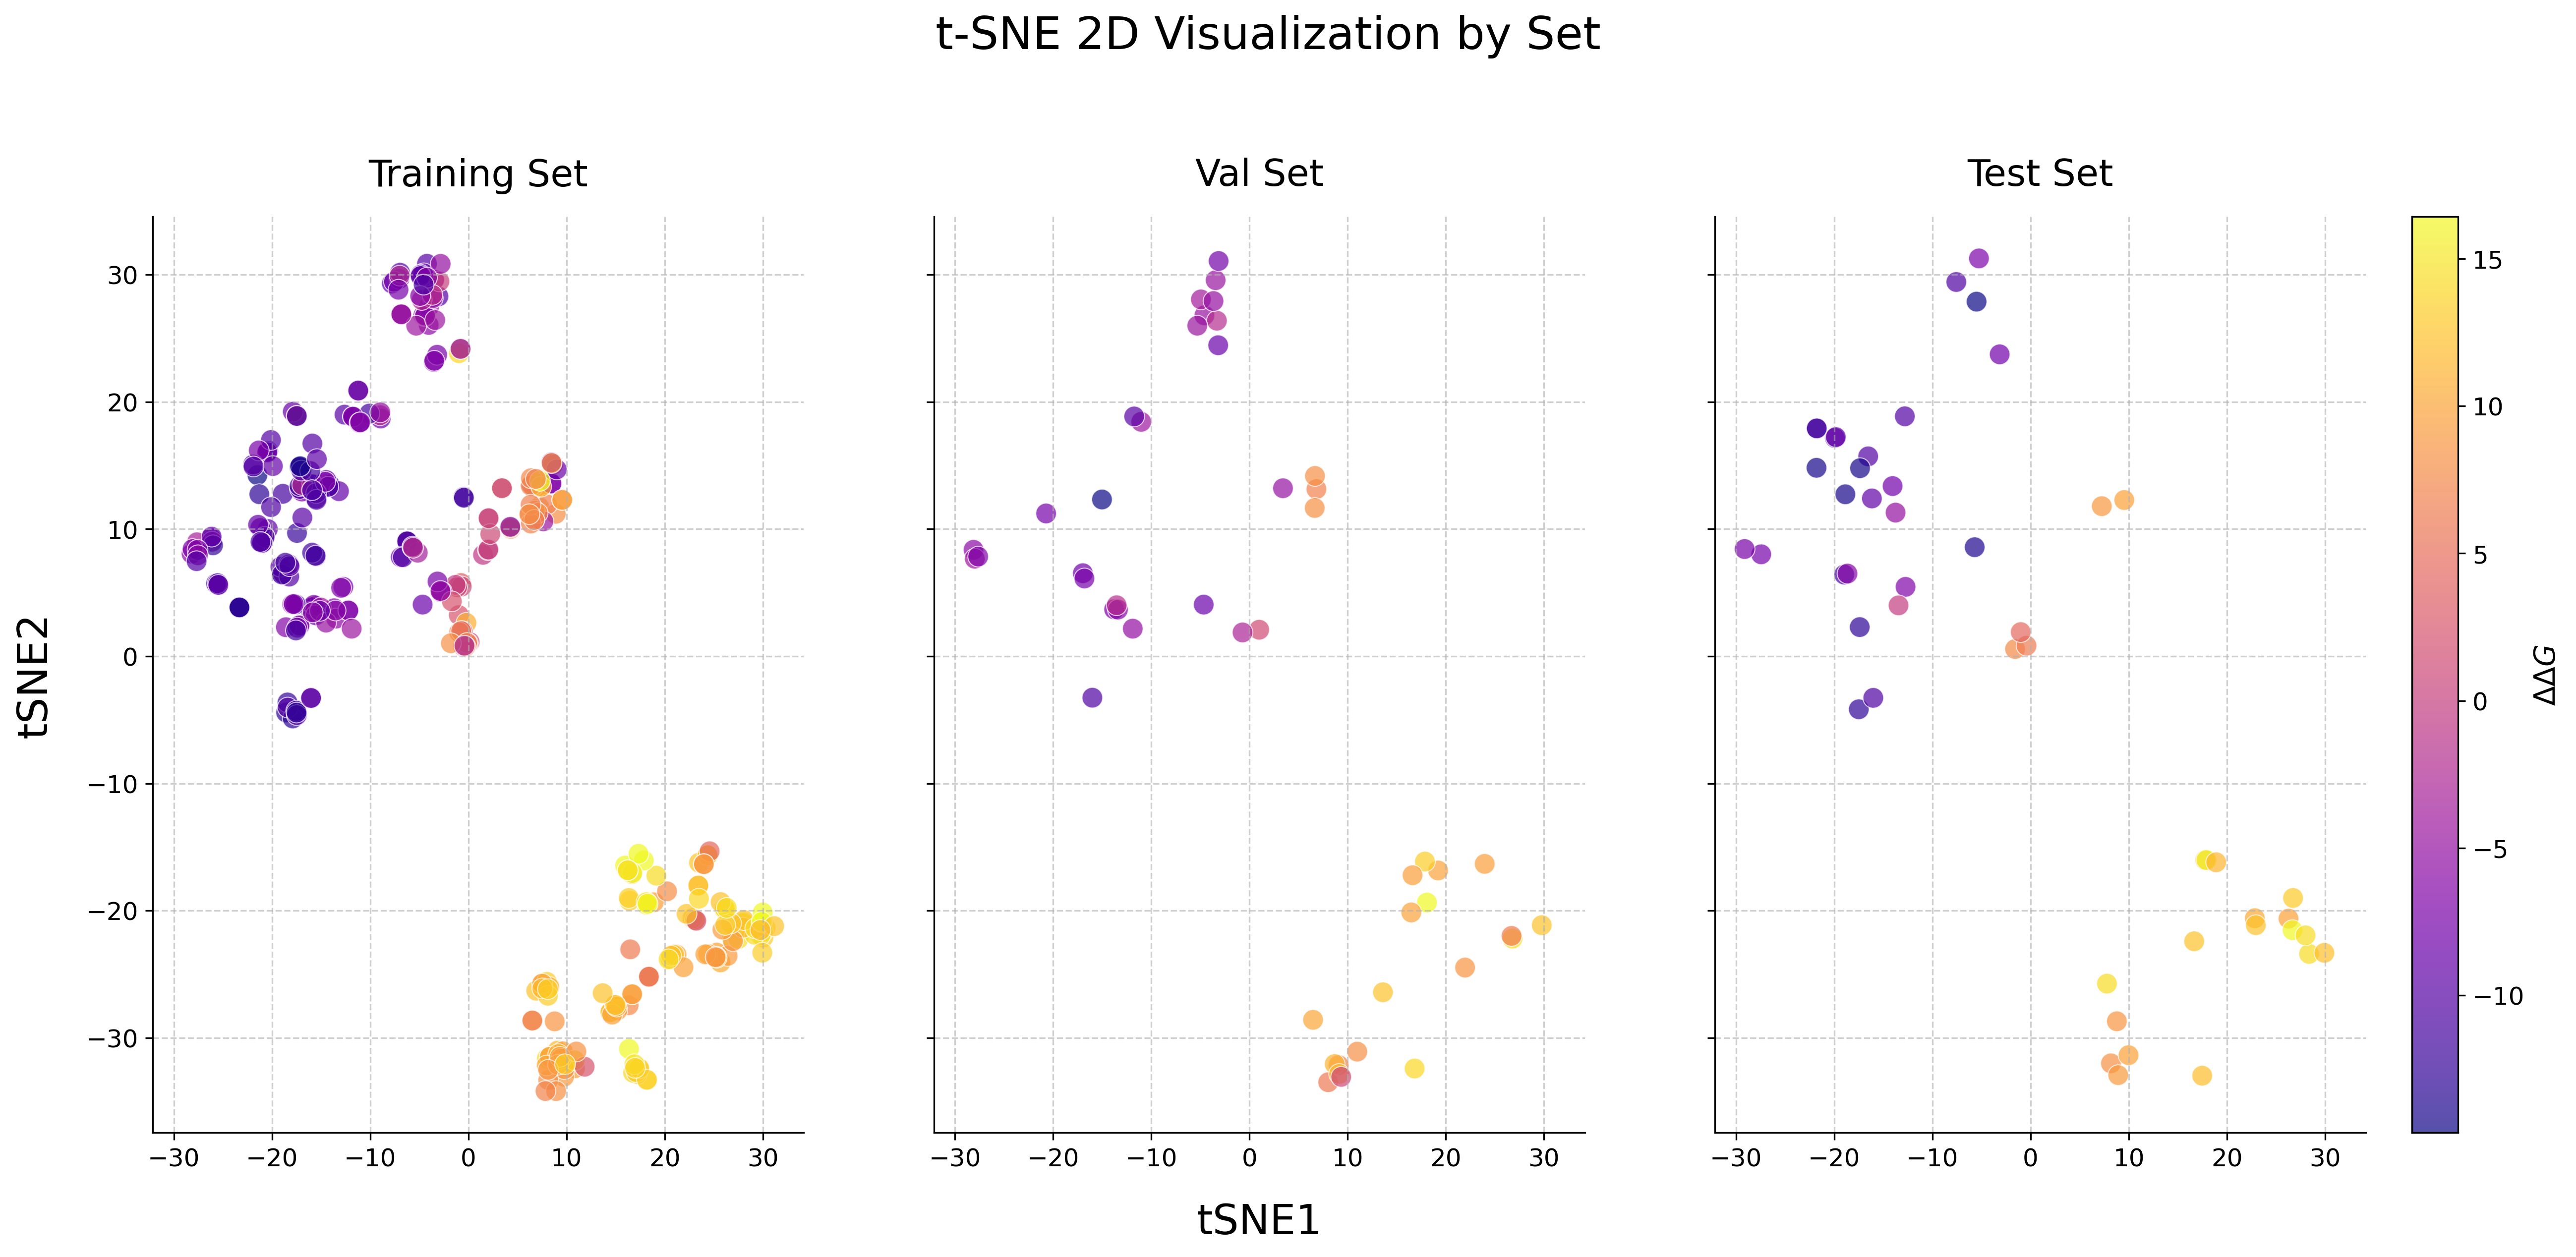 t-SNE 2D Visualization by Set
Training Set
Val Set
Test Set
30
20
10
0
−10
−20
−30
−30 −20 −10 0 10 20 30
−30 −20 −10 0 10 20 30
−30 −20 −10 0 10 20 30
tSNE2
tSNE1
15
10
5
0
−5
−10
ΔΔG